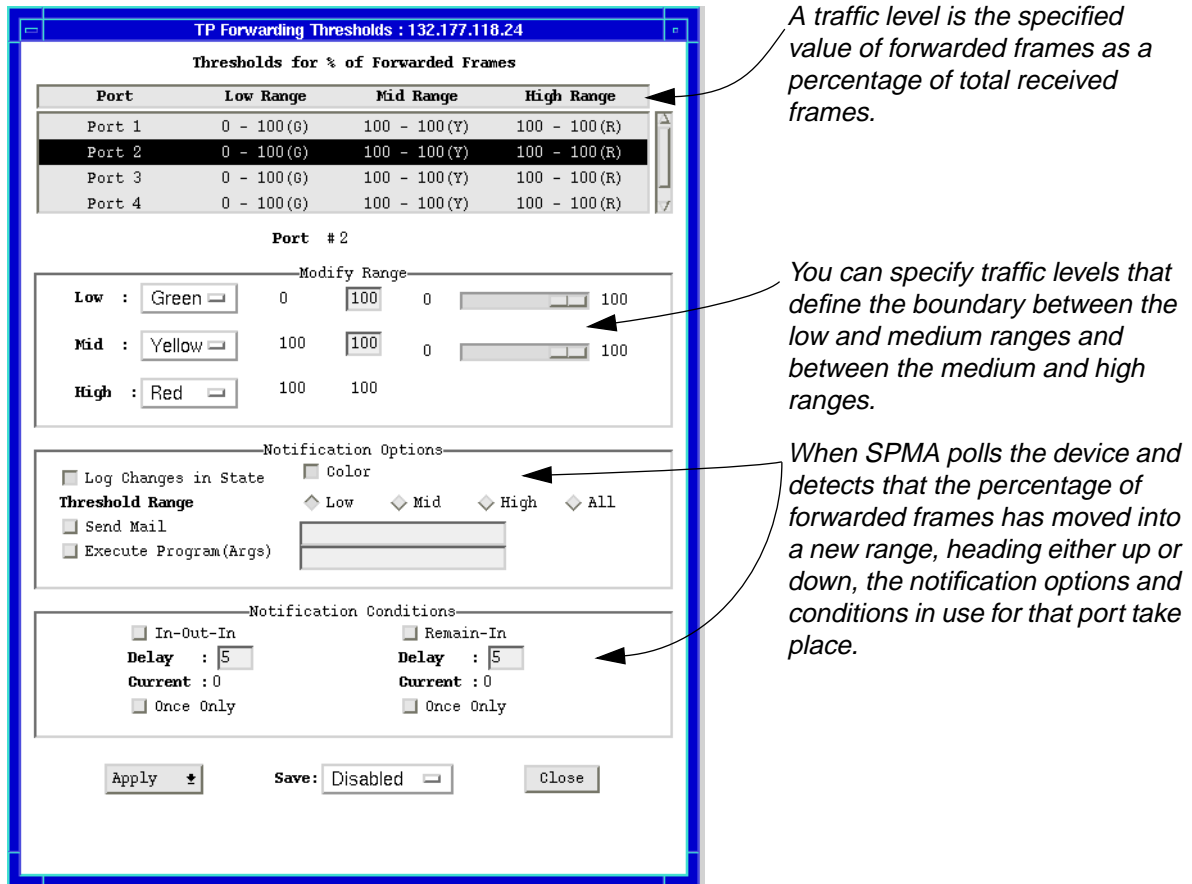 TP Forwarding Thresholds : 132.177.118.24
Thresholds for % of Forwarded Frames
Port Low Range Mid Range High Range
Port 1 0 - 100(G) 100 - 100(Y) 100 - 100(R)
Port 2 0 - 100(G) 100 - 100(Y) 100 - 100(R)
Port 3 0 - 100(G) 100 - 100(Y) 100 - 100(R)
Port 4 0 - 100(G) 100 - 100(Y) 100 - 100(R)
Port #2
Modify Range
Low : Green 0 100 0 100
Mid : Yellow 100 100 0 100
High : Red 100 100
Notification Options
Log Changes in State Color
Threshold Range Low Mid High All
Send Mail
Execute Program(Args)
Notification Conditions
In-Out-In Remain-In
Delay : 5 Delay : 5
Current : 0 Current : 0
Once Only Once Only
Apply Save: Disabled Close
A traffic level is the specified
value of forwarded frames as a
percentage of total received
frames.
You can specify traffic levels that
define the boundary between the
low and medium ranges and
between the medium and high
ranges.
When SPMA polls the device and
detects that the percentage of
forwarded frames has moved into
a new range, heading either up or
down, the notification options and
conditions in use for that port take
place.